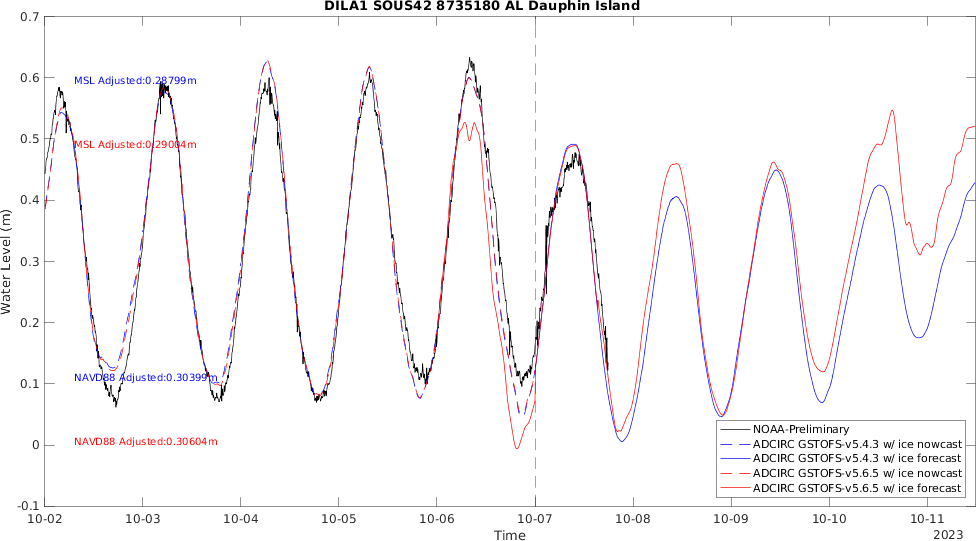 DILA1 SOUS42 8735180 AL Dauphin Island
0.7
0.6
0.5
0.4
0.3
0.2
0.1
0
-0.1
Water Level (m)
MSL Adjusted:0.28799m
MSL Adjusted:0.29004m
NAVD88 Adjusted:0.30399m
NAVD88 Adjusted:0.30604m
NOAA-Preliminary
ADCIRC GSTOFS-v5.4.3 w/ ice nowcast
ADCIRC GSTOFS-v5.4.3 w/ ice forecast
ADCIRC GSTOFS-v5.6.5 w/ ice nowcast
ADCIRC GSTOFS-v5.6.5 w/ ice forecast
10-02 10-03 10-04 10-05 10-06 10-07 10-08 10-09 10-10 10-11
Time
2023